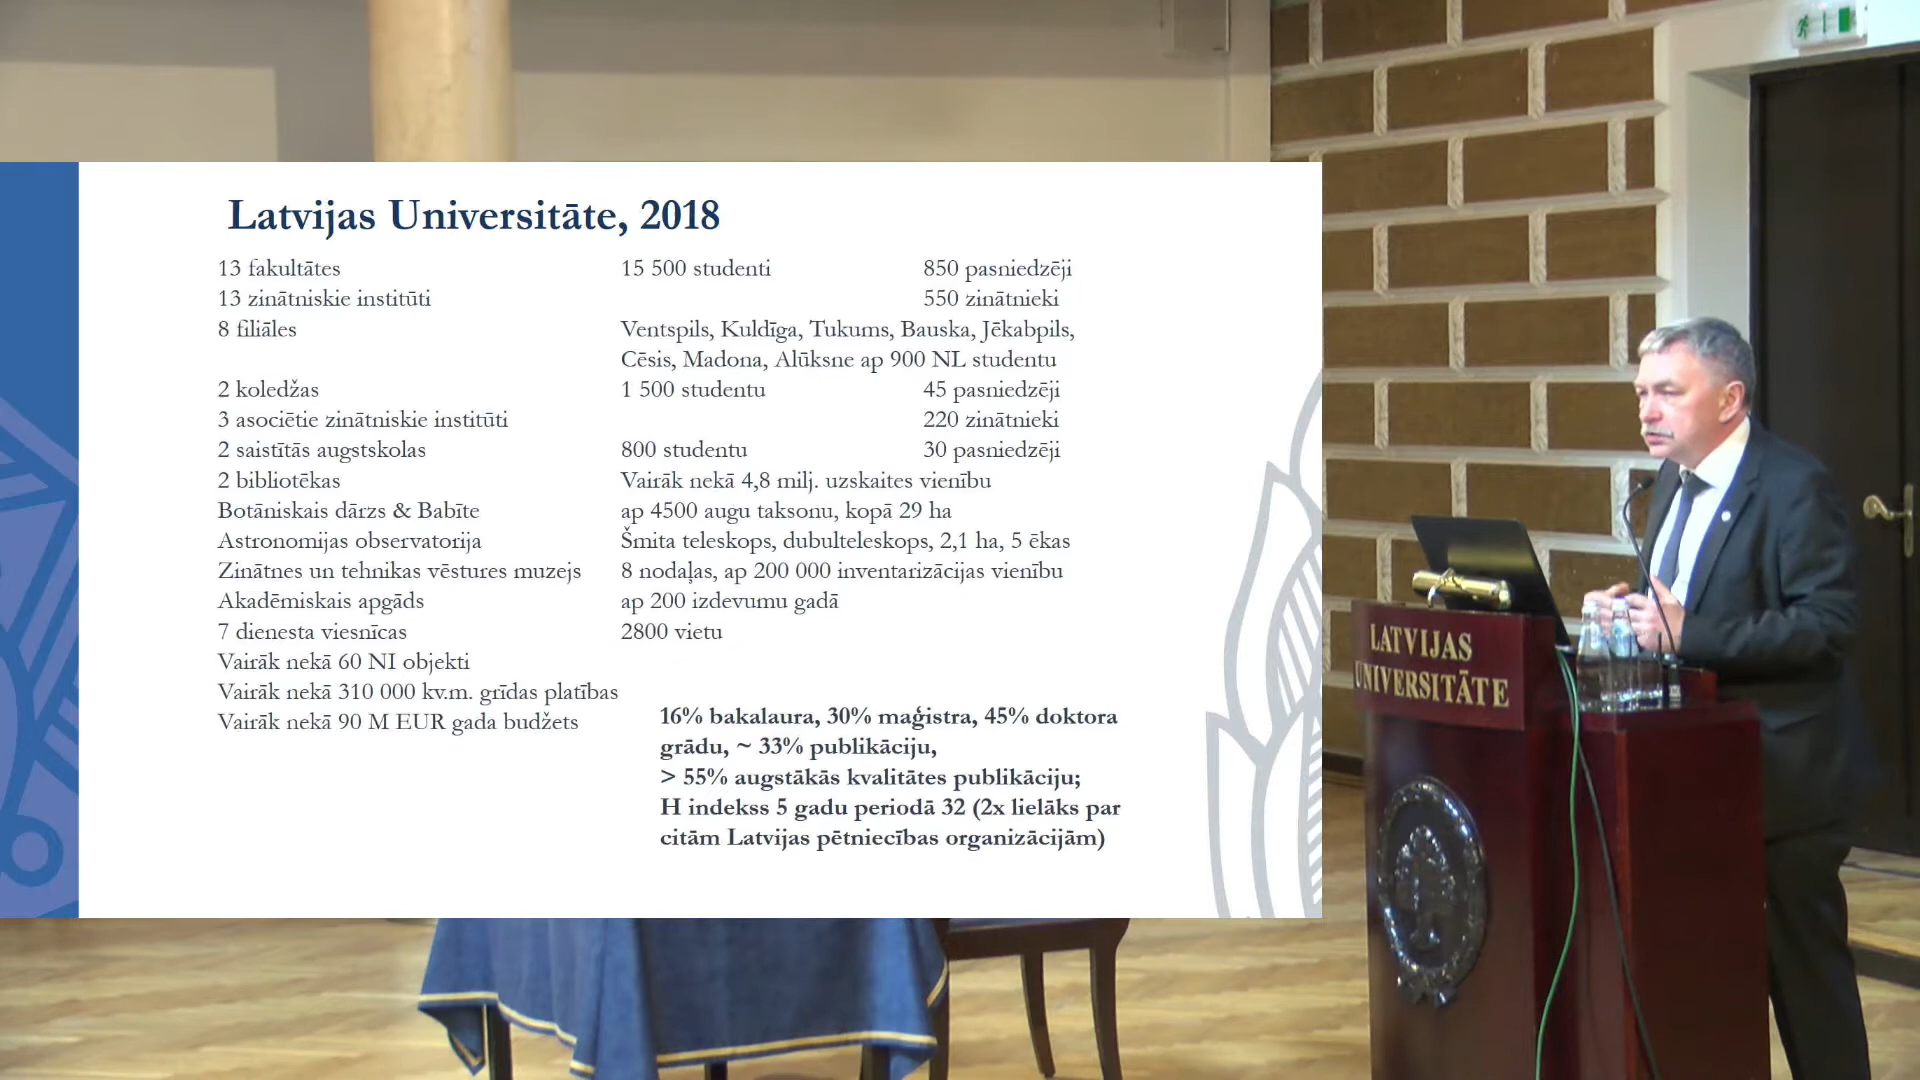 Latvijas Universitāte, 2018
13 fakultātes 15 500 studenti 850 pasniedzēji
13 zinātniskie institūti 550 zinātnieki
8 filiāles Ventspils, Kuldīga, Tukums, Bauska, Jēkabpils,
Cēsis, Madona, Alūksne ap 900 NL studentu
2 koledžas 1 500 studentu 45 pasniedzēji
3 asociētie zinātniskie institūti 220 zinātnieki
2 saistītās augstskolas 800 studentu 30 pasniedzēji
2 bibliotēkas Vairāk nekā 4,8 milj. uzskaites vienību
Botāniskais dārzs & Babīte ap 4500 augu taksonu, kopā 29 ha
Astronomijas observatorija Šmita teleskops, dubulteleskops, 2,1 ha, 5 ēkas
Zinātnes un tehnikas vēstures muzejs 8 nodaļas, ap 200 000 inventarizācijas vienību
Akadēmiskais apgāds ap 200 izdevumu gadā
7 dienesta viesnīcas 2800 vietu
Vairāk nekā 60 NI objekti
Vairāk nekā 310 000 kv.m. grīdas platības
Vairāk nekā 90 M EUR gada budžets
16% bakalaura, 30% maģistra, 45% doktora
grādu, ~ 33% publikāciju,
> 55% augstākās kvalitātes publikāciju;
H indekss 5 gadu periodā 32 (2x lielāks par
citām Latvijas pētniecības organizācijām)
LATVIJAS
UNIVERSITĀTE